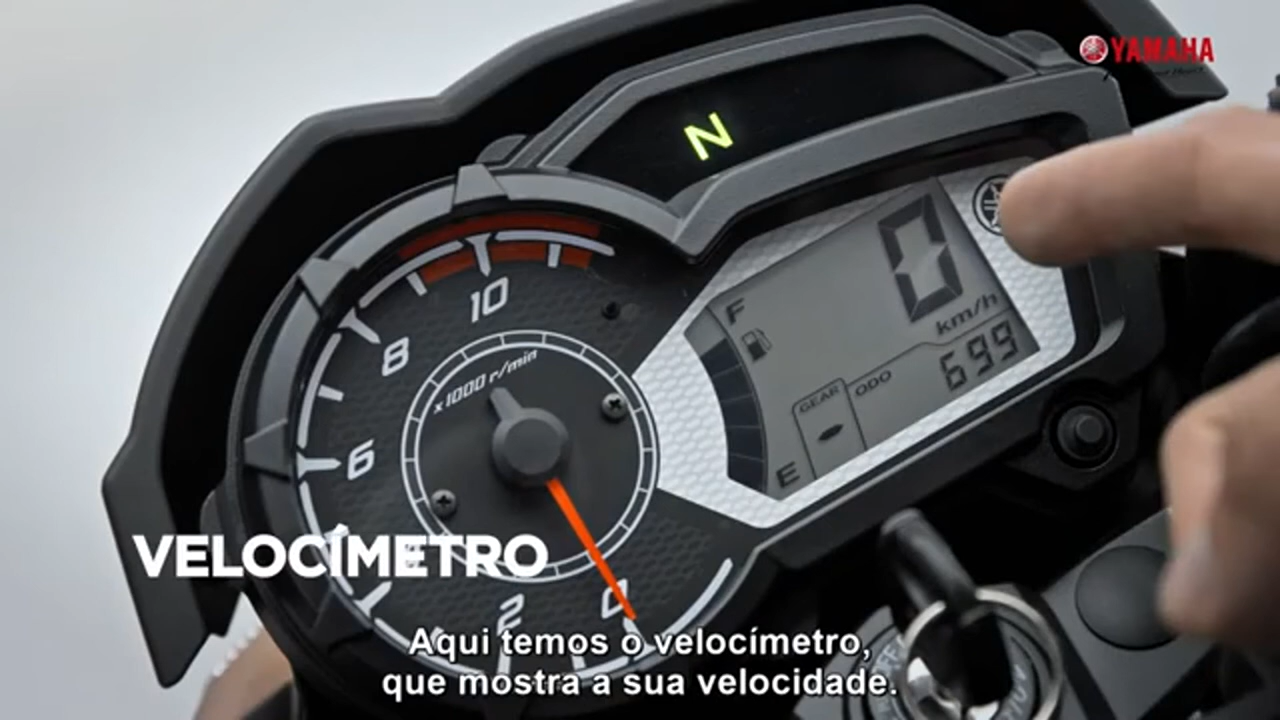 YAMAHA
N
10
8
6
2
0
x1000 r/min
F
E
0
km/h
GEAR
-
ODO
699
VELOCÍMETRO
Aqui temos o velocímetro,
que mostra a sua velocidade.